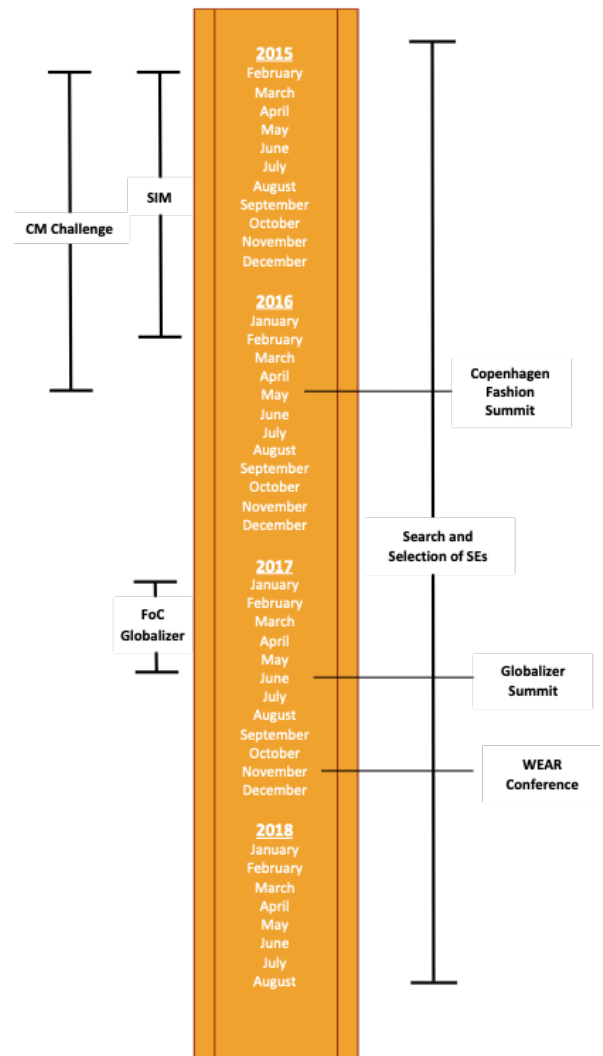 2015
February
March
April
May
June
July
August
September
October
November
December
2016
January
February
March
April
May
June
July
August
September
October
November
December
2017
January
February
March
April
May
June
July
August
September
October
November
December
2018
January
February
March
April
May
June
July
August
CM Challenge
SIM
FoC
Globalizer
Copenhagen
Fashion
Summit
Search and
Selection of SEs
Globalizer
Summit
WEAR
Conference